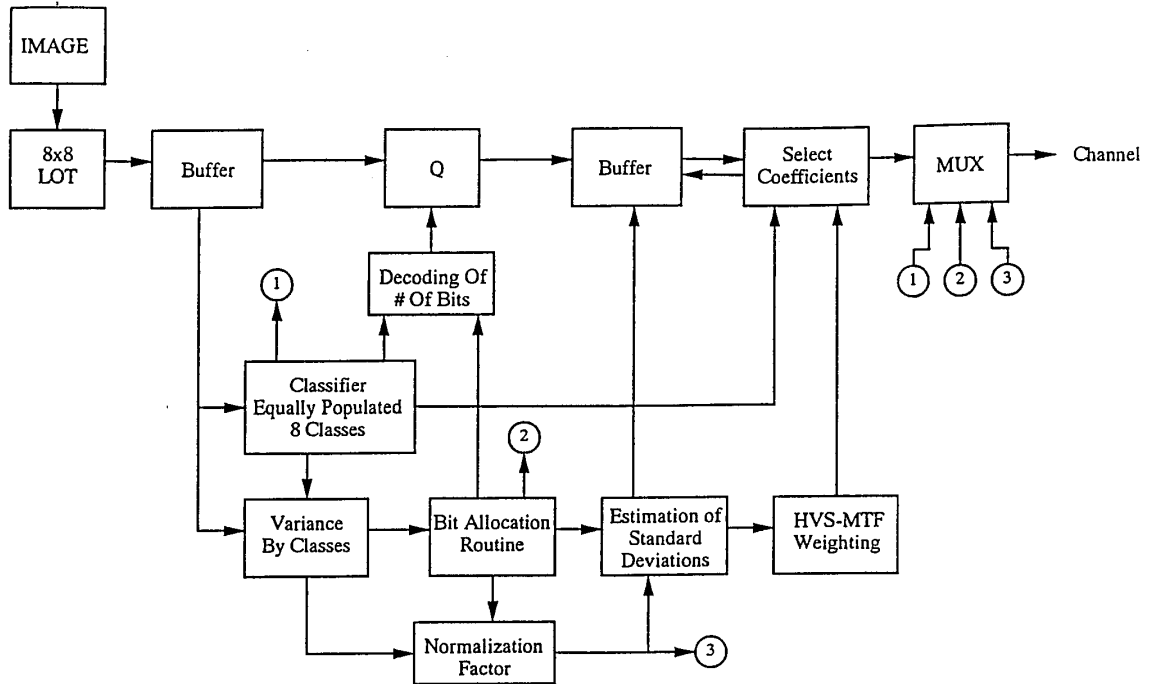 IMAGE
8x8
LOT
Buffer
Q
Buffer
Select
Coefficients
MUX
Channel
Decoding Of
# Of Bits
1
1
2
3
Classifier
Equally Populated
8 Classes
2
Variance
By Classes
Bit Allocation
Routine
Estimation of
Standard
Deviations
HVS-MTF
Weighting
Normalization
Factor
3